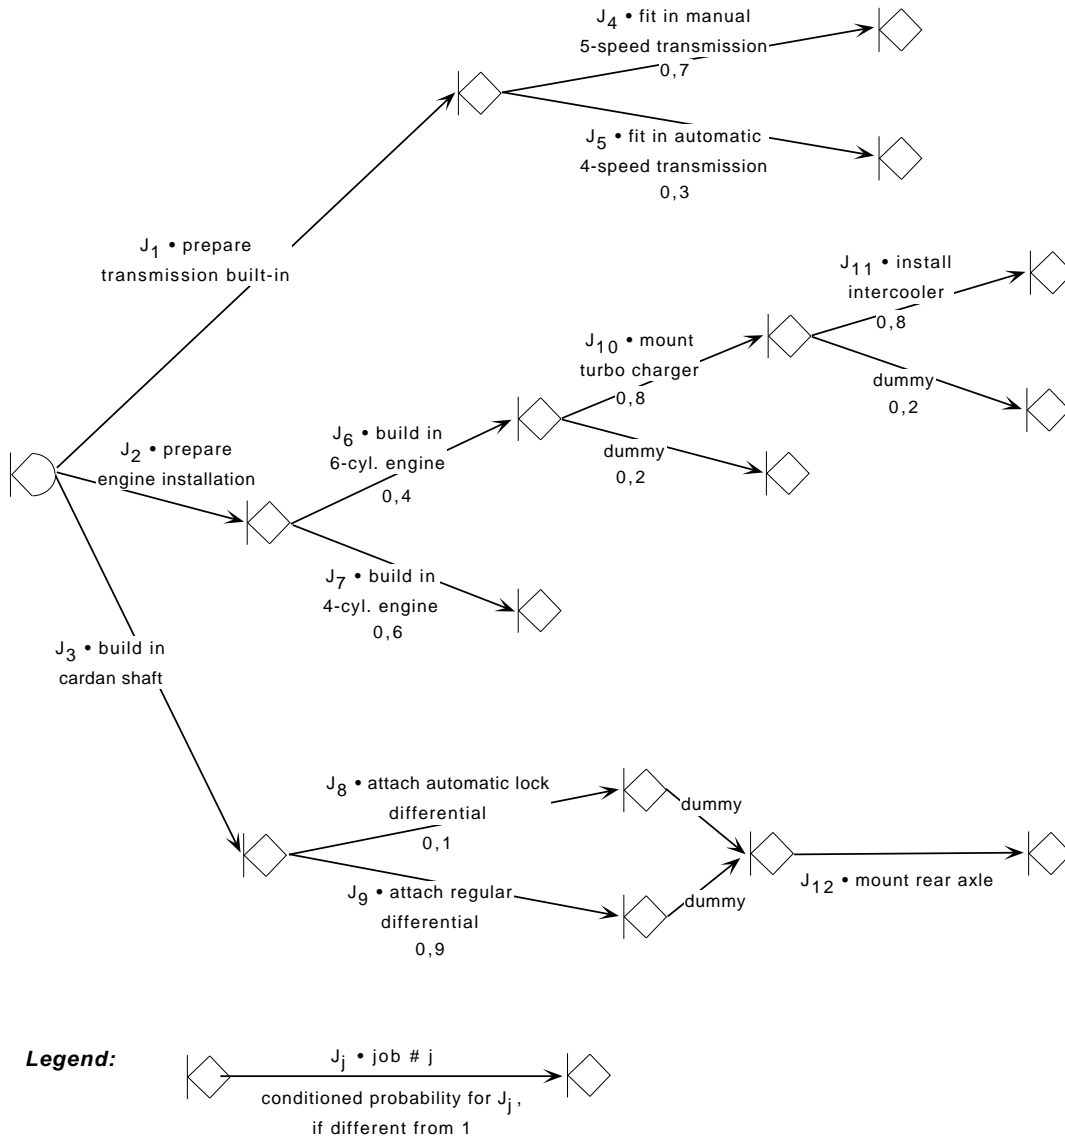 J4 • fit in manual
5-speed transmission
0,7
J5 • fit in automatic
4-speed transmission
0,3
J1 • prepare
transmission built-in
J11 • install
intercooler
0,8
dummy
0,2
J10 • mount
turbo charger
0,8
dummy
0,2
J2 • prepare
engine installation
J6 • build in
6-cyl. engine
0,4
J7 • build in
4-cyl. engine
0,6
J3 • build in
cardan shaft
J8 • attach automatic lock
differential
0,1
dummy
J9 • attach regular
differential
0,9
dummy
J12 • mount rear axle
Legend:
Jj • job # j
conditioned probability for Jj ,
if different from 1